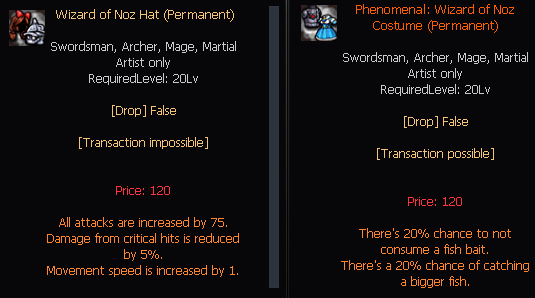 Wizard of Noz Hat (Permanent)
Swordsman, Archer, Mage, Martial
Artist only
RequiredLevel: 20Lv
[Drop] False
[Transaction impossible]
Price: 120
All attacks are increased by 75.
Damage from critical hits is reduced
by 5%.
Movement speed is increased by 1.
Phenomenal: Wizard of Noz
Costume (Permanent)
Swordsman, Archer, Mage, Martial
Artist only
RequiredLevel: 20Lv
[Drop] False
[Transaction possible]
Price: 120
There's 20% chance to not
consume a fish bait.
There's a 20% chance of catching
a bigger fish.